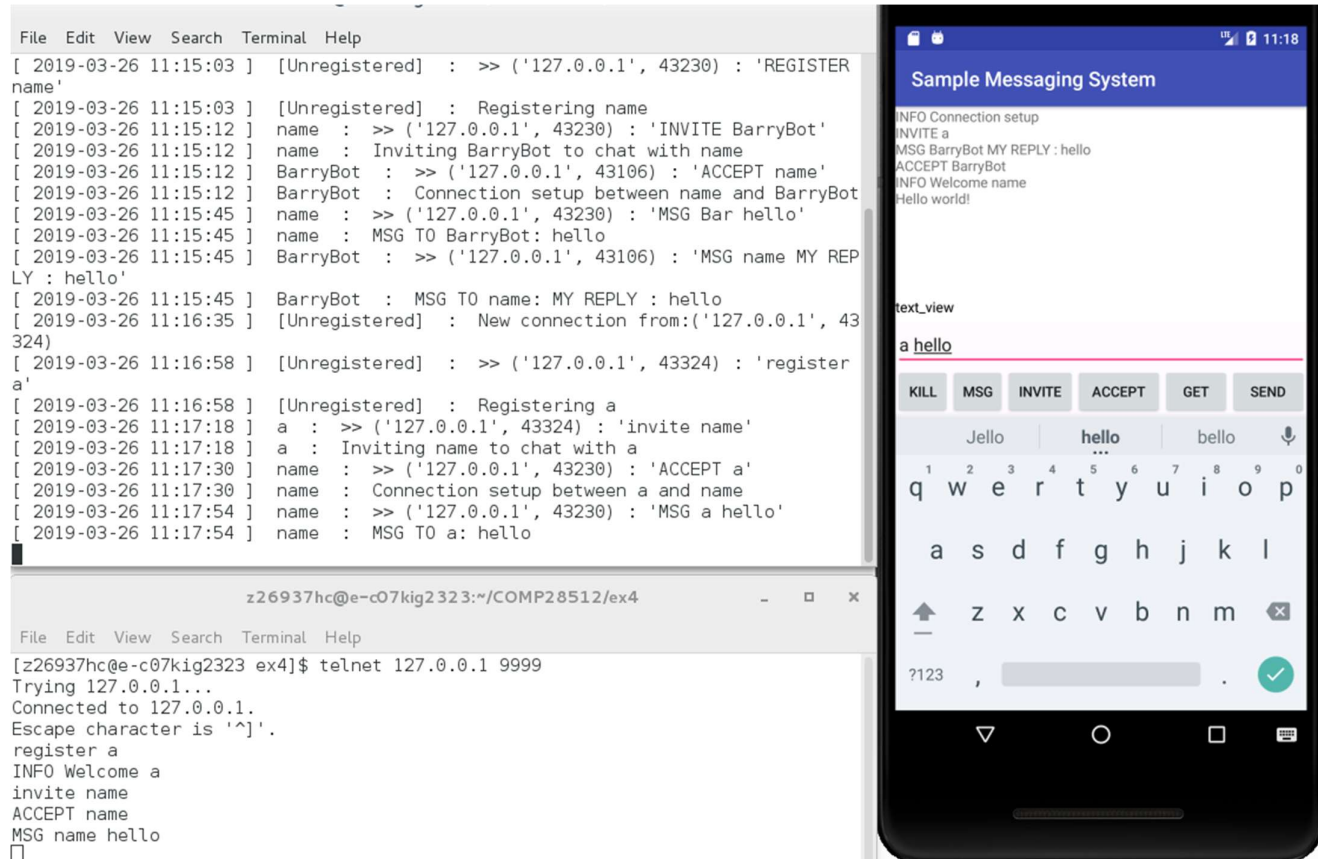 File Edit View Search Terminal Help
[ 2019-03-26 11:15:03 ]  [Unregistered]  :  >> ('127.0.0.1', 43230) : 'REGISTER
name'
[ 2019-03-26 11:15:03 ]  [Unregistered]  :  Registering name
[ 2019-03-26 11:15:12 ]  name  :  >> ('127.0.0.1', 43230) : 'INVITE BarryBot'
[ 2019-03-26 11:15:12 ]  name  :  Inviting BarryBot to chat with name
[ 2019-03-26 11:15:12 ]  BarryBot  :  >> ('127.0.0.1', 43106) : 'ACCEPT name'
[ 2019-03-26 11:15:12 ]  BarryBot  :  Connection setup between name and BarryBot
[ 2019-03-26 11:15:45 ]  name  :  >> ('127.0.0.1', 43230) : 'MSG Bar hello'
[ 2019-03-26 11:15:45 ]  name  :  MSG TO BarryBot: hello
[ 2019-03-26 11:15:45 ]  BarryBot  :  >> ('127.0.0.1', 43106) : 'MSG name MY REP
LY : hello'
[ 2019-03-26 11:15:45 ]  BarryBot  :  MSG TO name: MY REPLY : hello
[ 2019-03-26 11:16:35 ]  [Unregistered]  :  New connection from:('127.0.0.1', 43
324)
[ 2019-03-26 11:16:58 ]  [Unregistered]  :  >> ('127.0.0.1', 43324) : 'register
a'
[ 2019-03-26 11:16:58 ]  [Unregistered]  :  Registering a
[ 2019-03-26 11:17:18 ]  a  :  >> ('127.0.0.1', 43324) : 'invite name'
[ 2019-03-26 11:17:18 ]  a  :  Inviting name to chat with a
[ 2019-03-26 11:17:30 ]  name  :  >> ('127.0.0.1', 43230) : 'ACCEPT a'
[ 2019-03-26 11:17:30 ]  name  :  Connection setup between a and name
[ 2019-03-26 11:17:54 ]  name  :  >> ('127.0.0.1', 43230) : 'MSG a hello'
[ 2019-03-26 11:17:54 ]  name  :  MSG TO a: hello
z26937hc@e-c07kig2323:~/COMP28512/ex4
File Edit View Search Terminal Help
[z26937hc@e-c07kig2323 ex4]$ telnet 127.0.0.1 9999
Trying 127.0.0.1...
Connected to 127.0.0.1.
Escape character is '^]'.
register a
INFO Welcome a
invite name
ACCEPT name
MSG name hello
LTE 11:18
Sample Messaging System
INFO Connection setup
INVITE a
MSG BarryBot MY REPLY : hello
ACCEPT BarryBot
INFO Welcome name
Hello world!
text_view
a hello
KILL MSG INVITE ACCEPT GET SEND
Jello hello bello
1 2 3 4 5 6 7 8 9 0
q w e r t y u i o p
a s d f g h j k l
z x c v b n m
?123 , .